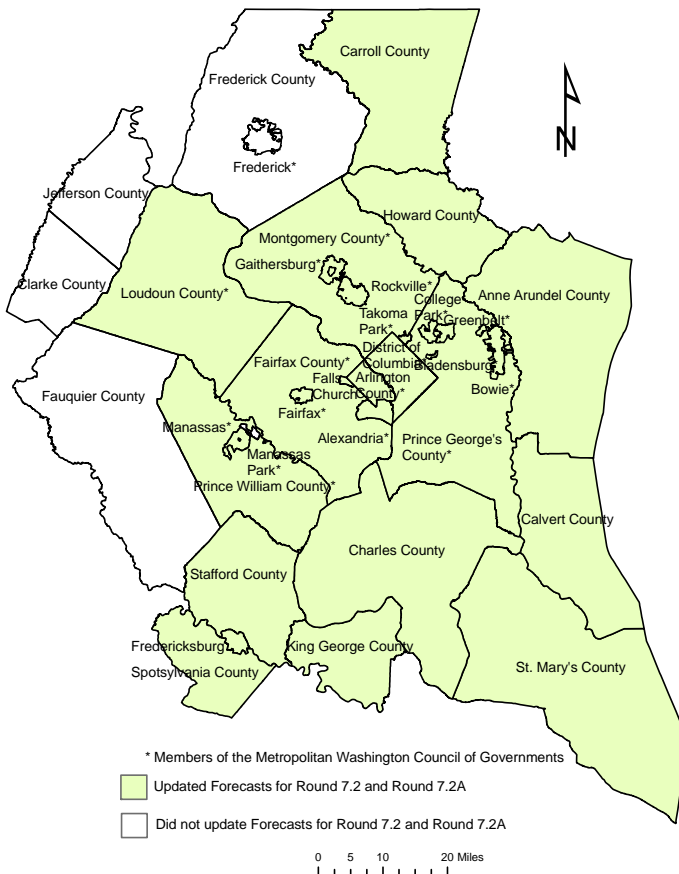 Carroll County
Frederick County
N
Frederick*
Jefferson County
Howard County
Montgomery County*
Gaithersburg*
Clarke County
Loudoun County*
Rockville*
College
Park*
Anne Arundel County
Takoma
Park*
Greenbelt*
District of
Columbia
Bladensburg
Fairfax County*
Falls
Church
Arlington
County*
Bowie*
Fauquier County
Fairfax*
Manassas*
Alexandria*
Prince George's
County*
Manassas
Park*
Prince William County*
Calvert County
Charles County
Stafford County
Fredericksburg
King George County
Spotsylvania County
St. Mary's County
* Members of the Metropolitan Washington Council of Governments
Updated Forecasts for Round 7.2 and Round 7.2A
Did not update Forecasts for Round 7.2 and Round 7.2A
0 5 10 20 Miles